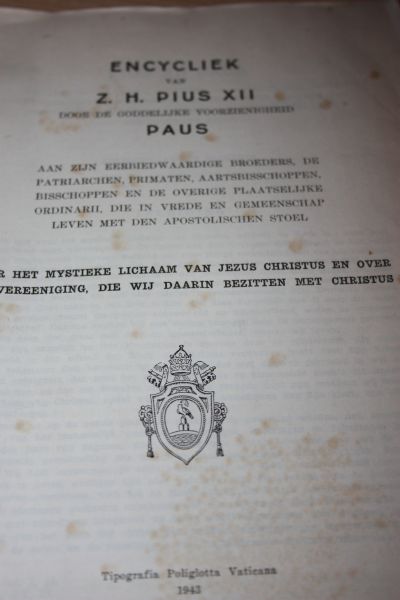 ENCYCLIEK
VAN
Z. H. PIUS XII
DOOR DE GODDELIJKE VOORZIENIGHEID
PAUS
AAN ZIJN EERBIEDWAARDIGE BROEDERS, DE
PATRIARCHEN, PRIMATEN, AARTSBISSCHOPPEN,
BISSCHOPPEN EN DE OVERIGE PLAATSELIJKE
ORDINARII, DIE IN VREDE EN GEMEENSCHAP
LEVEN MET DEN APOSTOLISCHEN STOEL
R HET MYSTIEKE LICHAAM VAN JEZUS CHRISTUS EN OVER
VEREENIGING, DIE WIJ DAARIN BEZITTEN MET CHRISTUS
Tipografia Poliglotta Vaticana
1943